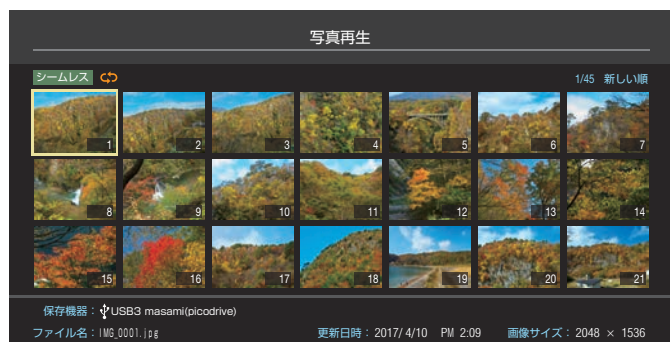 写真再生
シームレス 1/45 新しい順
1 2 3 4 5 6 7
8 9 10 11 12 13 14
15 16 17 18 19 20 21
保存機器：USB3 masami(picodrive)
ファイル名：IMG_0001.jpg 更新日時：2017/ 4/10 PM 2:09 画像サイズ：2048 × 1536